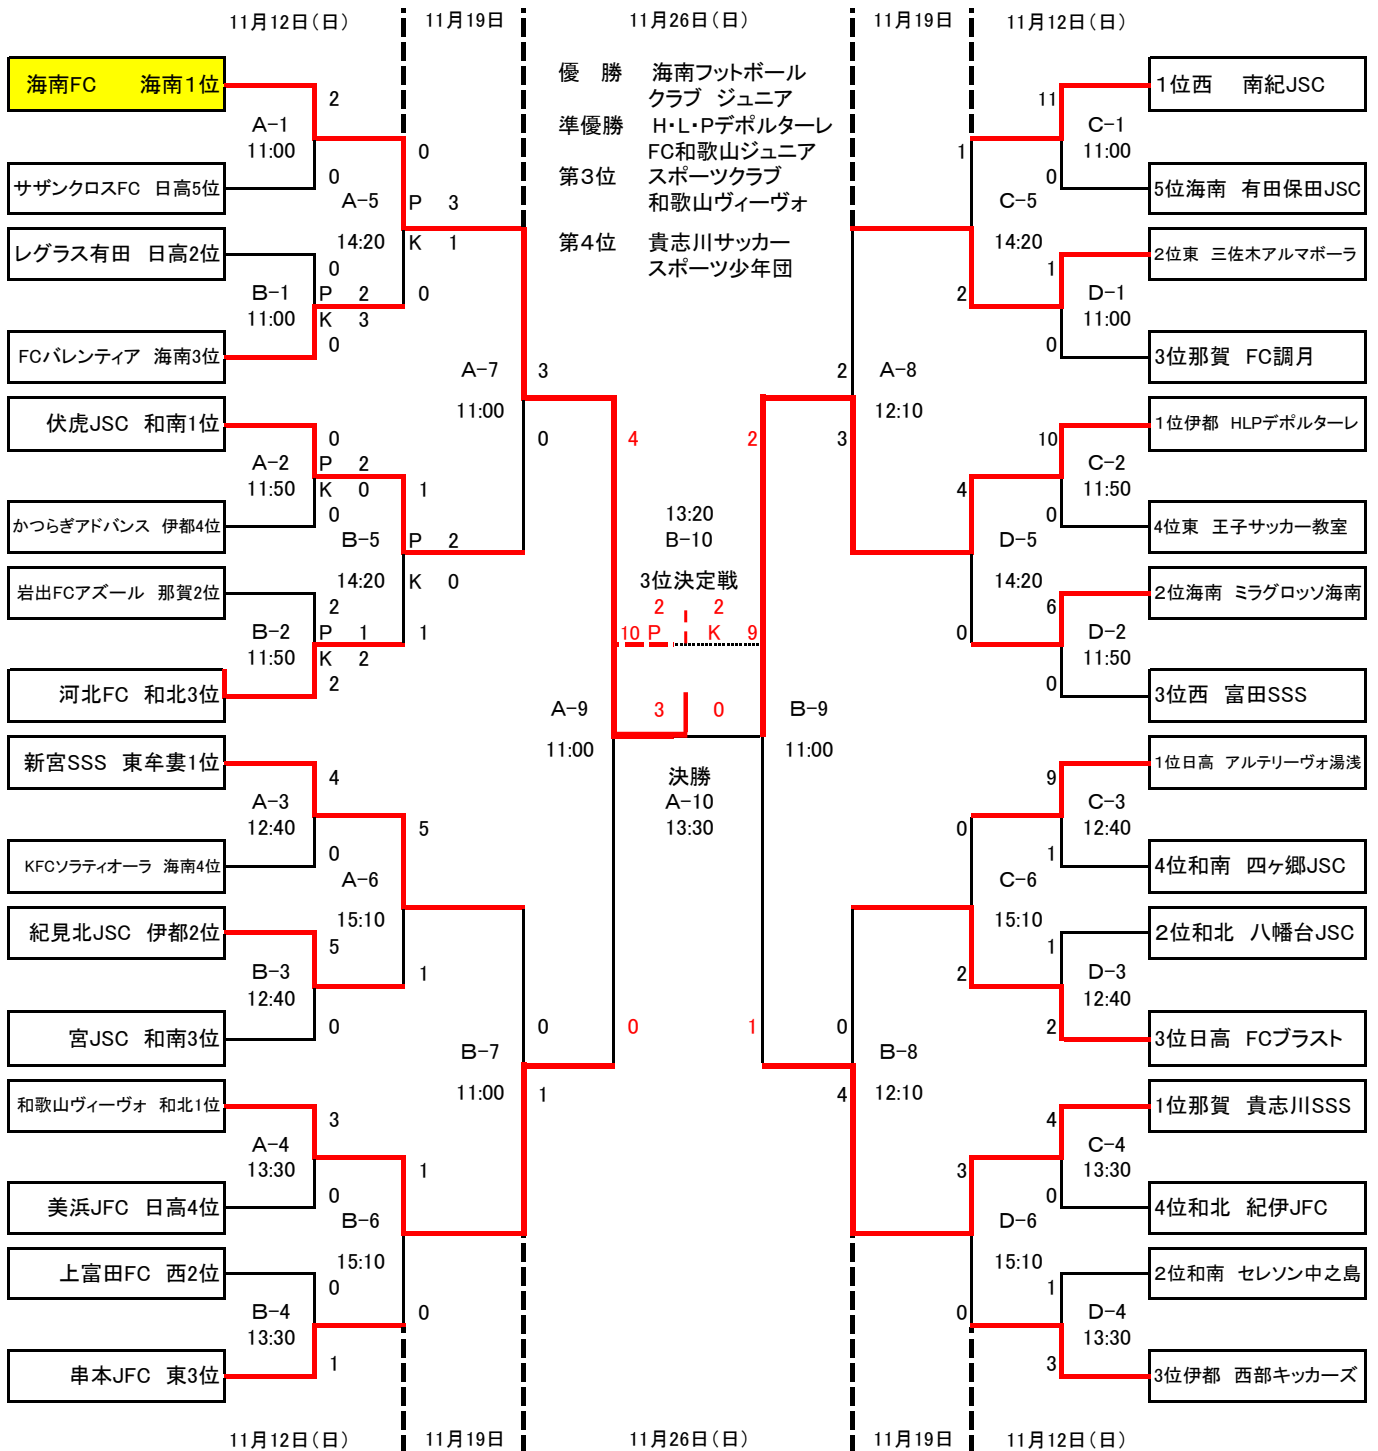 11月12日(日)
11月19日
11月26日(日)
11月19日
11月12日(日)
優　勝　海南フットボール
クラブ　ジュニア
準優勝　H・L・Pデポルターレ
FC和歌山ジュニア
第3位　スポーツクラブ
和歌山ヴィーヴォ
第4位　貴志川サッカー
スポーツ少年団
海南FC　海南1位
2
A-1
11:00
0
サザンクロスFC　日高5位
0
A-5
P 3
14:20
K 1
0
レグラス有田　日高2位
0
B-1
P 2
11:00
K 3
0
FCバレンティア　海南3位
A-7
3
11:00
0
伏虎JSC　和南1位
0
A-2
P 2
11:50
K 0
0
かつらぎアドバンス　伊都4位
1
B-5
P 2
14:20
K 0
1
岩出FCアズール　那賀2位
2
B-2
P 1
11:50
K 2
2
河北FC　和北3位
4
A-9
11:00
0
新宮SSS　東牟婁1位
4
A-3
12:40
0
KFCソラティオーラ　海南4位
5
A-6
15:10
1
紀見北JSC　伊都2位
5
B-3
12:40
0
宮JSC　和南3位
0
B-7
11:00
1
和歌山ヴィーヴォ　和北1位
3
A-4
13:30
0
美浜JFC　日高4位
1
B-6
15:10
0
上富田FC　西2位
0
B-4
13:30
1
串本JFC　東3位
13:20
B-10
3位決定戦
2 2
10 P K 9
3 0
決勝
A-10
13:30
1位西　南紀JSC
11
C-1
11:00
0
5位海南　有田保田JSC
1
C-5
14:20
2
2位東　三佐木アルマボーラ
1
D-1
11:00
0
3位那賀　FC調月
2
A-8
12:10
3
1位伊都　HLPデポルターレ
10
C-2
11:50
0
4位東　王子サッカー教室
4
D-5
14:20
0
2位海南　ミラグロッソ海南
6
D-2
11:50
0
3位西　富田SSS
2
B-9
11:00
1
1位日高　アルテリーヴォ湯浅
9
C-3
12:40
1
4位和南　四ヶ郷JSC
0
C-6
15:10
2
2位和北　八幡台JSC
1
D-3
12:40
2
3位日高　FCブラスト
0
B-8
12:10
4
1位那賀　貴志川SSS
4
C-4
13:30
0
4位和北　紀伊JFC
3
D-6
15:10
0
2位和南　セレソン中之島
1
D-4
13:30
3
3位伊都　西部キッカーズ
11月12日(日)
11月19日
11月26日(日)
11月19日
11月12日(日)